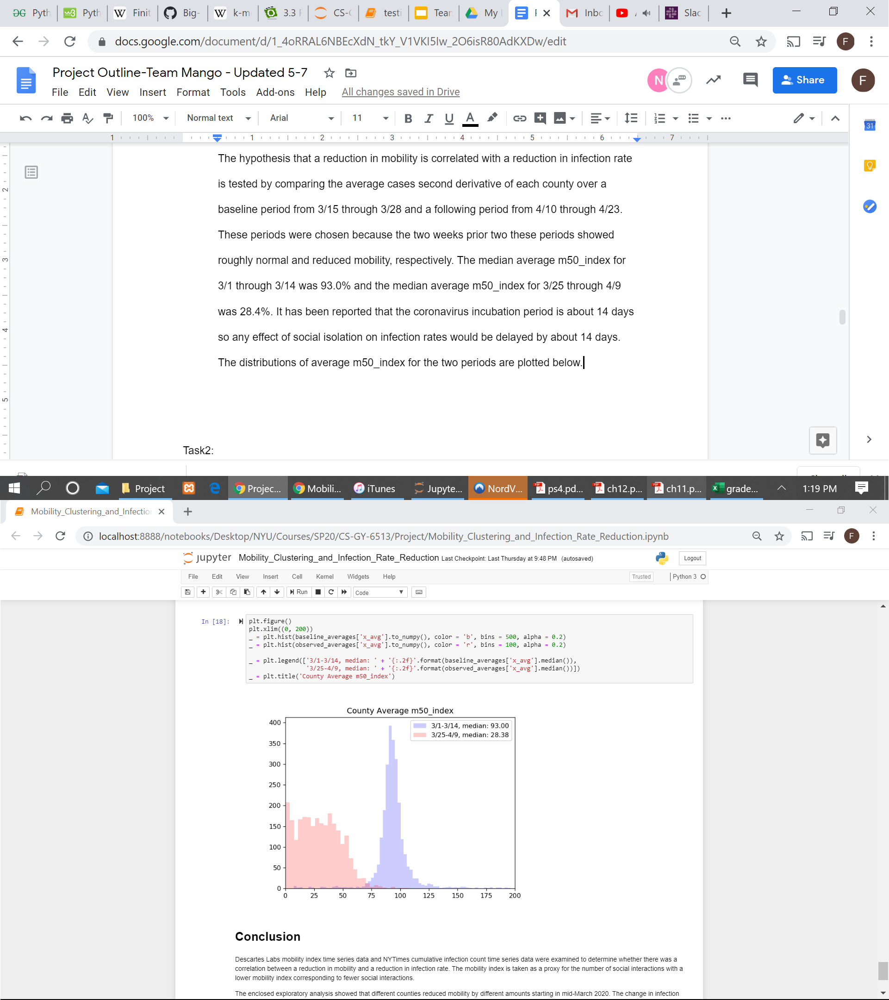 Pyth
Pyth
Finit
Big-
k-m
3.3 F
CS-
testi
Tear
My
Inbc
Slac
docs.google.com/document/d/1_4oRRAL6NBEcXdN_tkY_V1VKI5lw_2O6isR80AdKXDw/edit
F
Project Outline-Team Mango - Updated 5-7
N
Share
F
File Edit View Insert Format Tools Add-ons Help All changes saved in Drive
100% Normal text Arial 11 B I U A
31
1 1 2 3 4 5 6 7
The hypothesis that a reduction in mobility is correlated with a reduction in infection rate
is tested by comparing the average cases second derivative of each county over a
baseline period from 3/15 through 3/28 and a following period from 4/10 through 4/23.
These periods were chosen because the two weeks prior two these periods showed
roughly normal and reduced mobility, respectively. The median average m50_index for
3/1 through 3/14 was 93.0% and the median average m50_index for 3/25 through 4/9
was 28.4%. It has been reported that the coronavirus incubation period is about 14 days
so any effect of social isolation on infection rates would be delayed by about 14 days.
The distributions of average m50_index for the two periods are plotted below.
2
3
4
5
Task2:
Project Projec... Mobili... iTunes Jupyte... NordV... ps4.pd... ch12.p... ch11.p... grade... 1:19 PM
Mobility_Clustering_and_Infectio
localhost:8888/notebooks/Desktop/NYU/Courses/SP20/CS-GY-6513/Project/Mobility_Clustering_and_Infection_Rate_Reduction.ipynb
F
jupyter Mobility_Clustering_and_Infection_Rate_Reduction Last Checkpoint: Last Thursday at 9:48 PM (autosaved)
Logout
File Edit View Insert Cell Kernel Widgets Help
Trusted Python 3
Run Code
In [18]:
plt.figure()
plt.xlim((0, 200))
_ = plt.hist(baseline_averages['x_avg'].to_numpy(), color = 'b', bins = 500, alpha = 0.2)
_ = plt.hist(observed_averages['x_avg'].to_numpy(), color = 'r', bins = 100, alpha = 0.2)
_ = plt.legend(['3/1-3/14, median: ' + '{:.2f}'.format(baseline_averages['x_avg'].median()),
'3/25-4/9, median: ' + '{:.2f}'.format(observed_averages['x_avg'].median())])
_ = plt.title('County Average m50_index')
County Average m50_index
3/1-3/14, median: 93.00
3/25-4/9, median: 28.38
400
350
300
250
200
150
100
50
0
0 25 50 75 100 125 150 175 200
Conclusion
Descartes Labs mobility index time series data and NYTimes cumulative infection count time series data were examined to determine whether there was a
correlation between a reduction in mobility and a reduction in infection rate. The mobility index is taken as a proxy for the number of social interactions with a
lower mobility index corresponding to fewer social interactions.
The enclosed exploratory analysis showed that different counties reduced mobility by different amounts starting in mid-March 2020. The change in infection